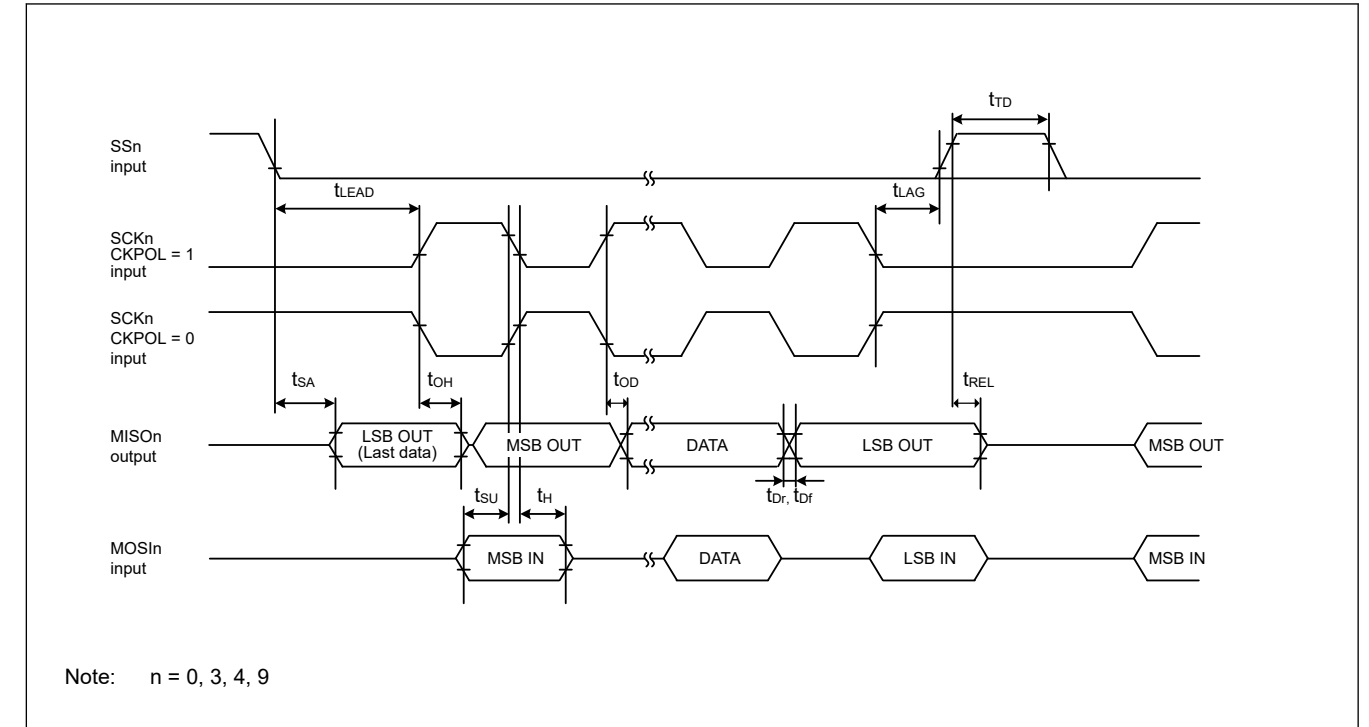 tTD
SSn
input
tLEAD
tLAG
SCKn
CKPOL = 1
input
SCKn
CKPOL = 0
input
tSA
tOH
tOD
tREL
MISOn
output
LSB OUT
(Last data)
MSB OUT
DATA
LSB OUT
MSB OUT
tSU
tH
tDr, tDf
MOSIn
input
MSB IN
DATA
LSB IN
MSB IN
Note: n = 0, 3, 4, 9